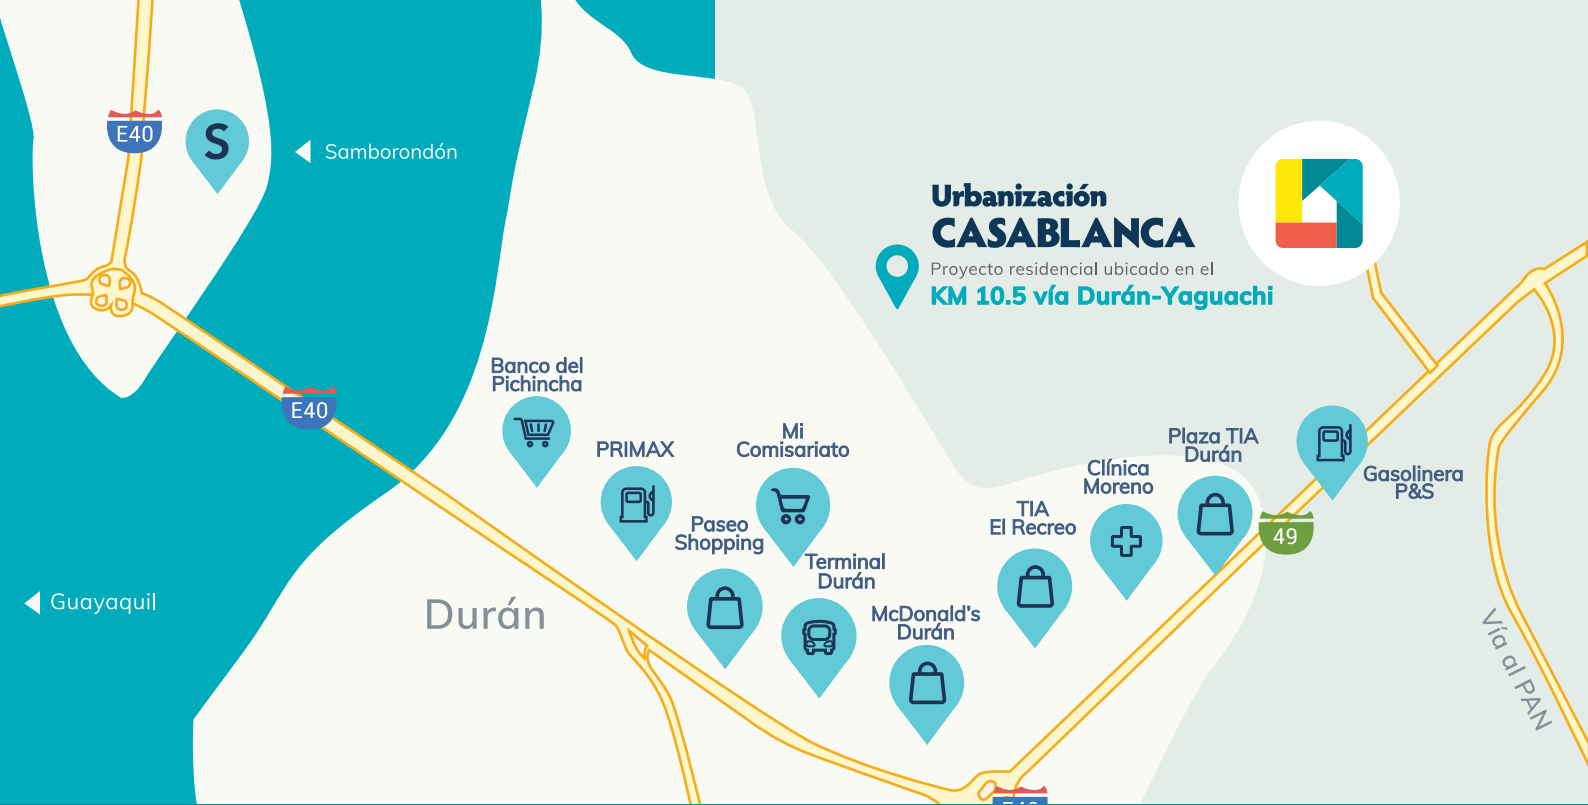 E40
S
Samborondón
Urbanización
CASABLANCA
Proyecto residencial ubicado en el
KM 10.5 vía Durán-Yaguachi
E40
Banco del
Pichincha
PRIMAX
Mi
Comisariato
Paseo
Shopping
Terminal
Durán
McDonald's
Durán
TIA
El Recreo
Clínica
Moreno
Plaza TIA
Durán
Gasolinera
P&S
49
Guayaquil
Durán
Vía al PAN